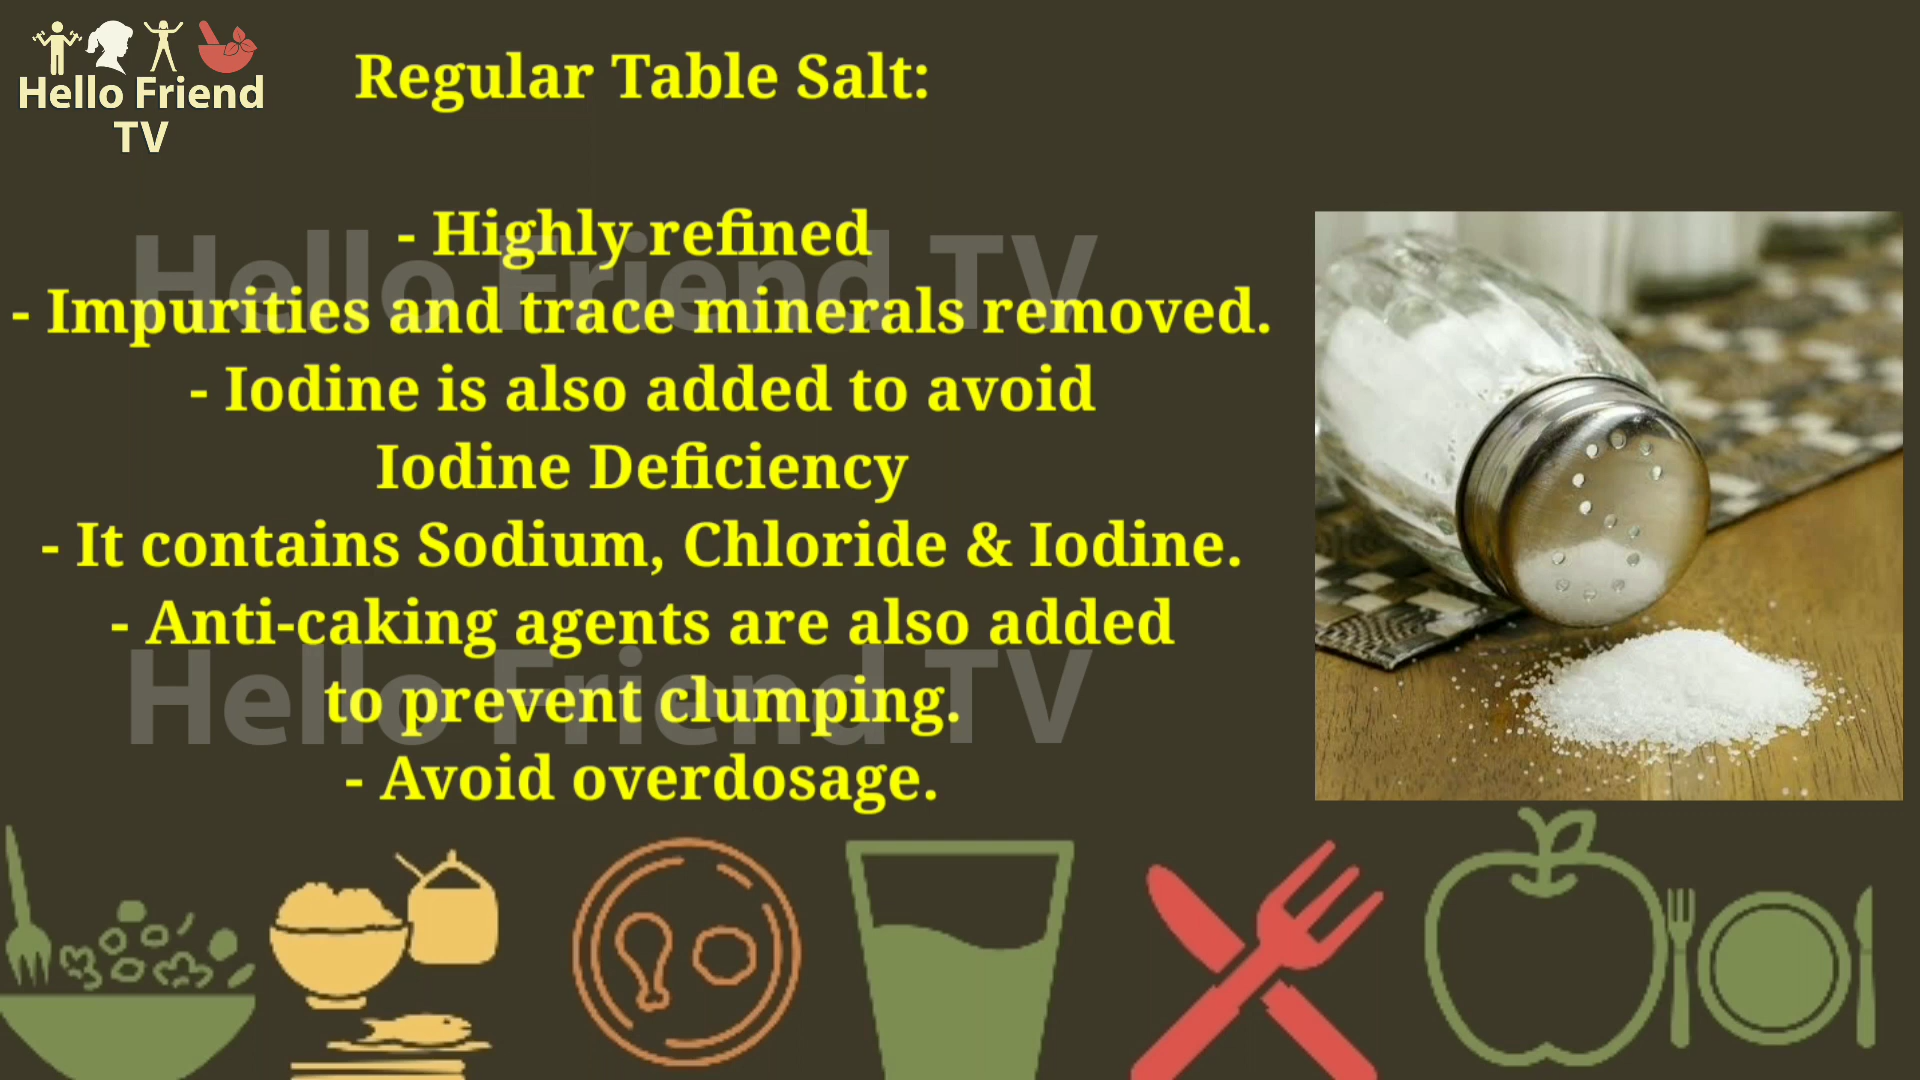 Hello Friend
TV
Regular Table Salt:
- Highly refined
- Impurities and trace minerals removed.
- Iodine is also added to avoid
Iodine Deficiency
- It contains Sodium, Chloride & Iodine.
- Anti-caking agents are also added
to prevent clumping.
- Avoid overdosage.
Hello Friend TV
Hello Friend TV